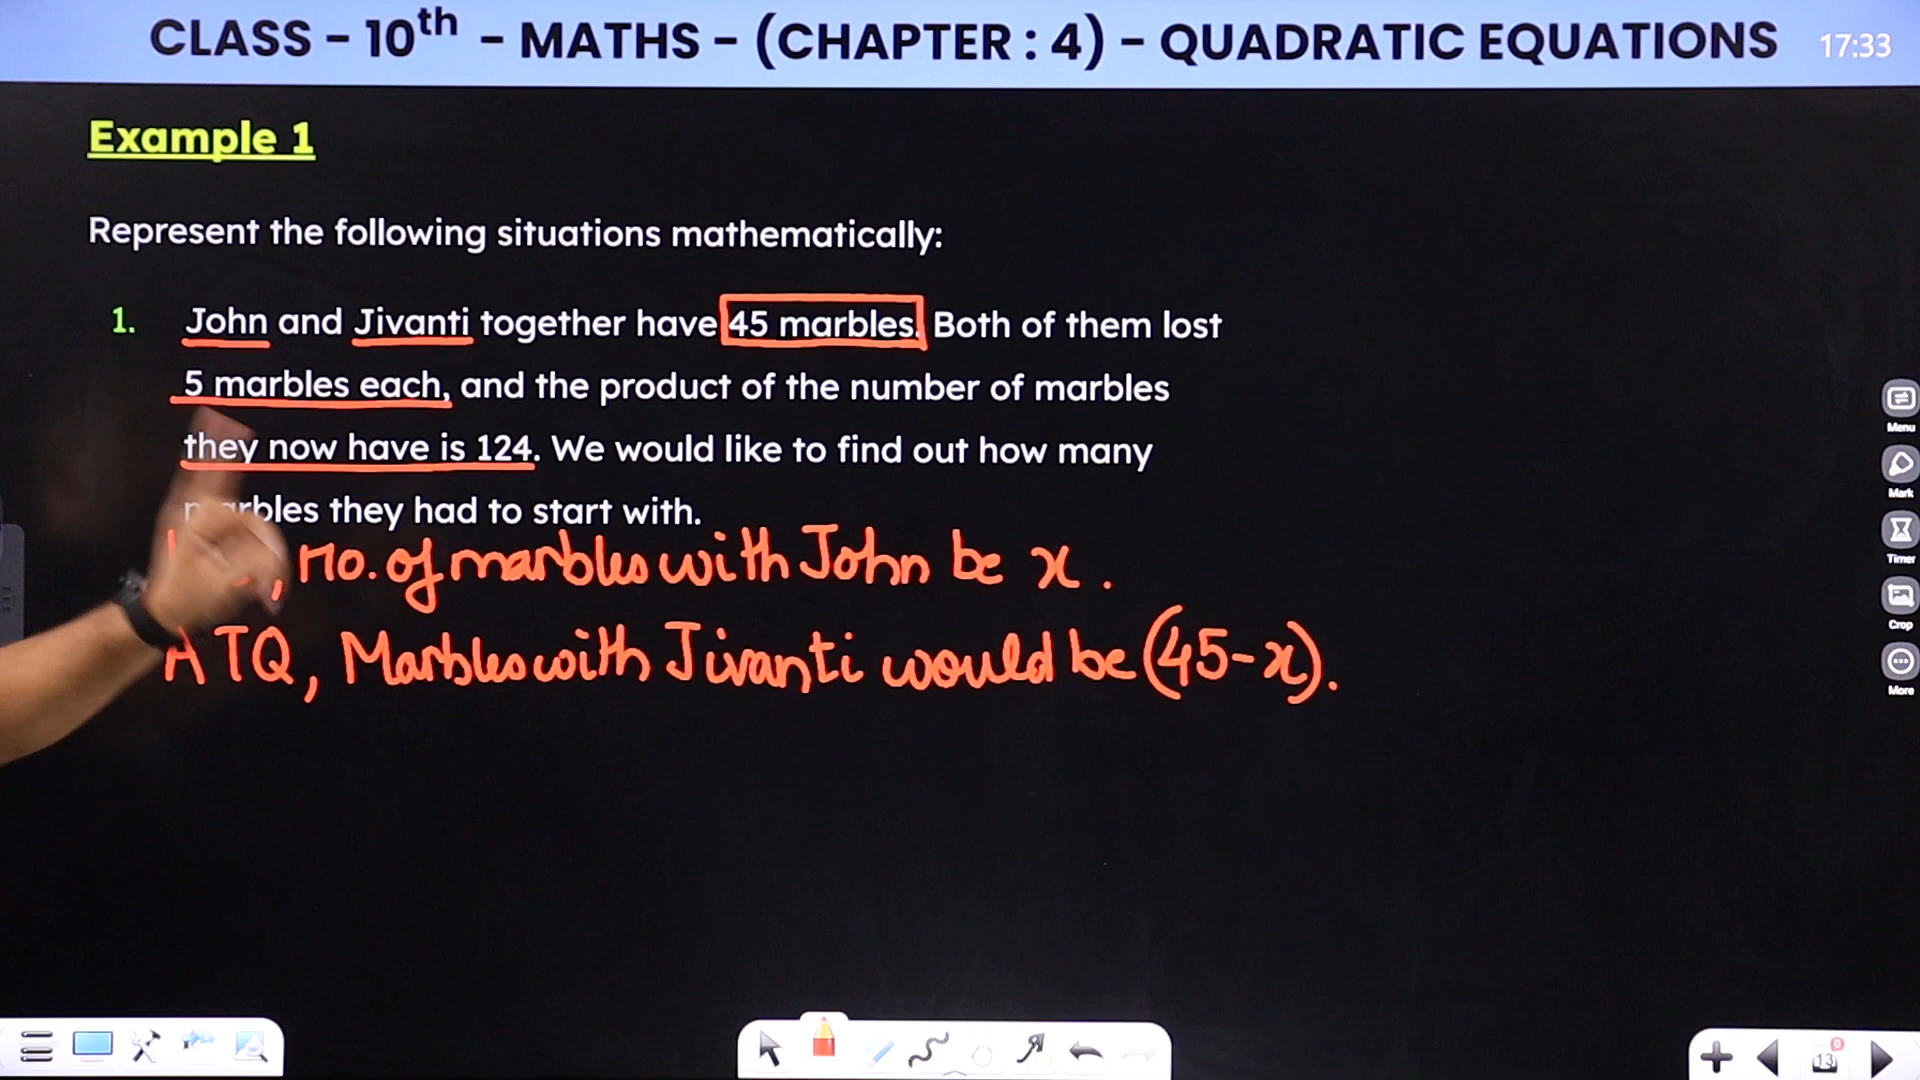 CLASS - 10th - MATHS - (CHAPTER : 4) - QUADRATIC EQUATIONS 17:33
Example 1
Represent the following situations mathematically:
1. John and Jivanti together have 45 marbles. Both of them lost
5 marbles each, and the product of the number of marbles
they now have is 124. We would like to find out how many
they had to start with.
no. of marbles with John be x.
ATQ, Marbles with Jivanti would be (45-x).
Menu
Mark
Timer
Crop
More
13